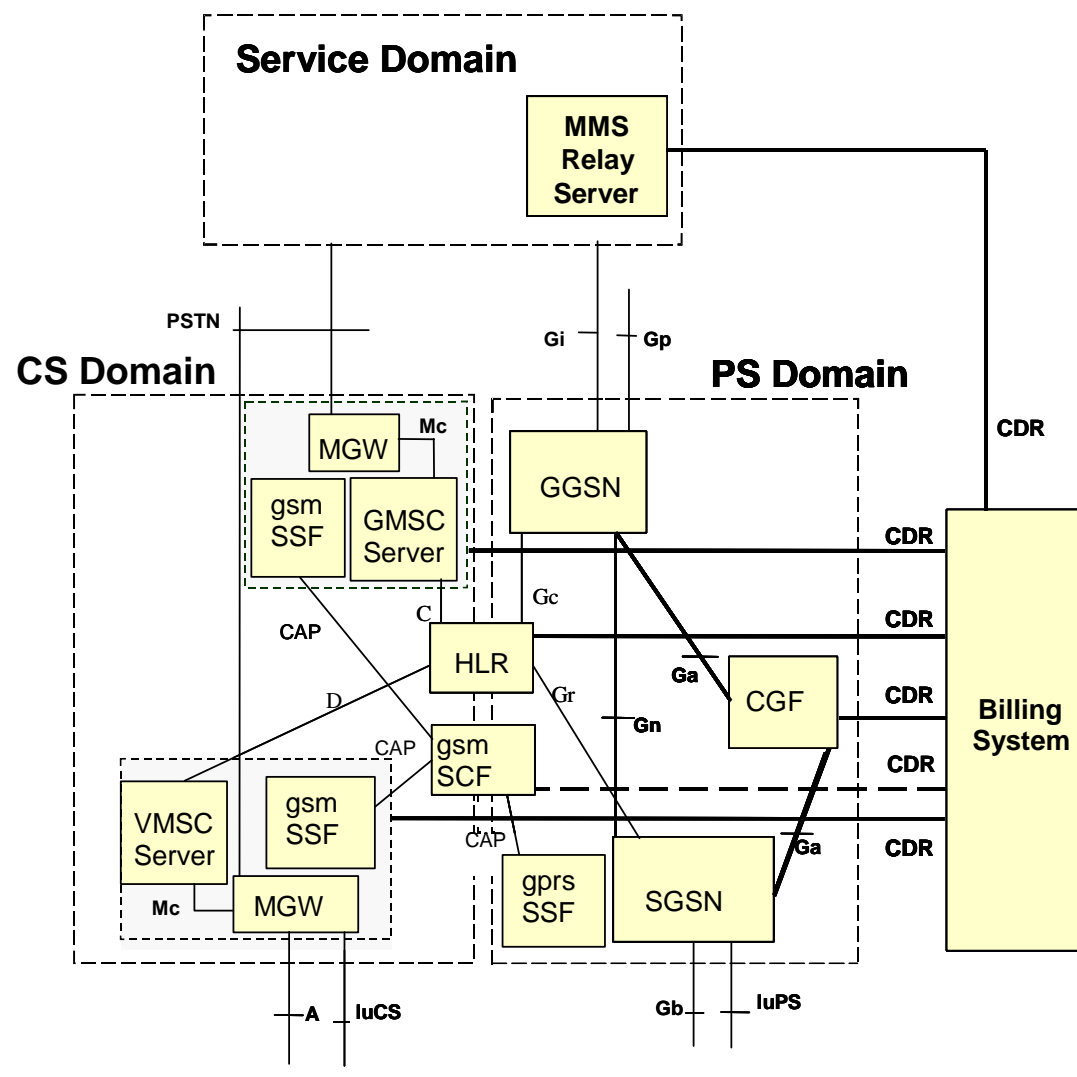 Service Domain
MMS
Relay
Server
PSTN
Gi
Gp
CS Domain
PS Domain
Mc
MGW
CDR
gsm
SSF
GMSC
Server
GGSN
CDR
C
Gc
CAP
CDR
HLR
Ga
D
Gr
CGF
CDR
Gn
Billing
System
CAP
gsm
SCF
CDR
VMSC
Server
gsm
SSF
CAP
Ga
CDR
gprs
SSF
SGSN
Mc
MGW
A
IuCS
Gb
IuPS